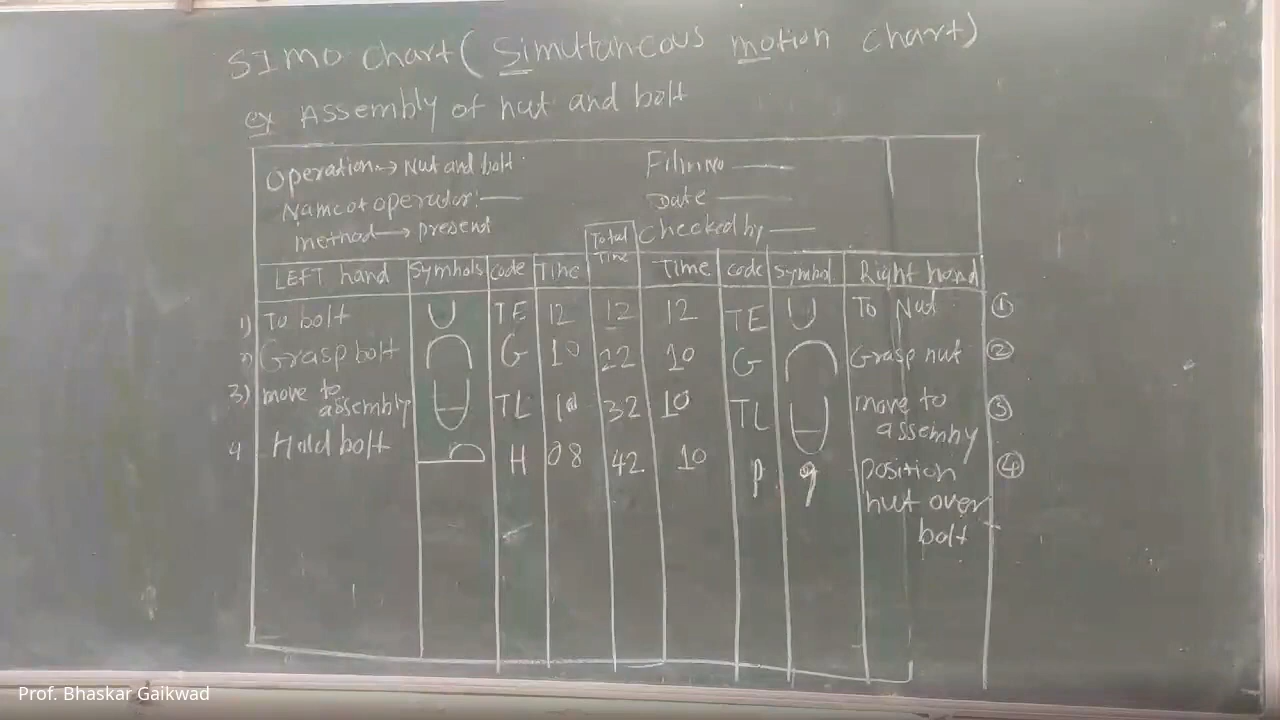 SIMO Chart ( Simultaneous motion chart)
ex Assembly of nut and bolt
Operation → Nut and bolt Film No
Name of operator: Date
method → present Checked by
LEFT hand Symbols Code Time Total Time Time Code Symbol Right hand
1) To bolt TE 12 12 12 TE To Nut 1
2) Grasp bolt G 10 22 10 G Grasp nut 2
3) move to assembly TL 10 32 10 TL move to assembly 3
4 Hold bolt H 08 42 10 P 9 position nut over bolt 4
Prof. Bhaskar Gaikwad